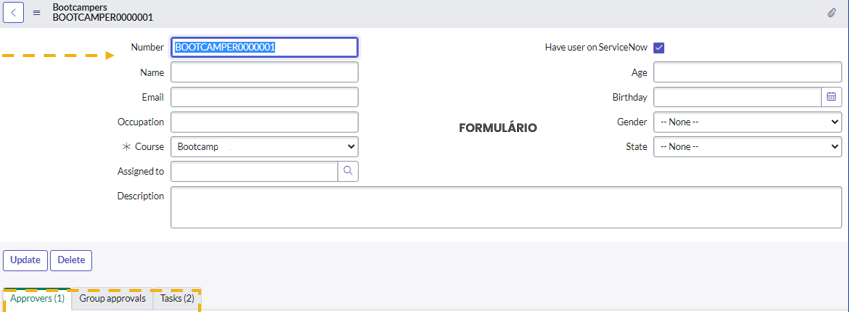 Bootcampers
BOOTCAMPER0000001
Number BOOTCAMPER0000001 Have user on ServiceNow
Name Age
Email Birthday
Occupation FORMULÁRIO Gender -- None --
Course Bootcamp State -- None --
Assigned to
Description
Update Delete
Approvers (1) Group approvals Tasks (2)